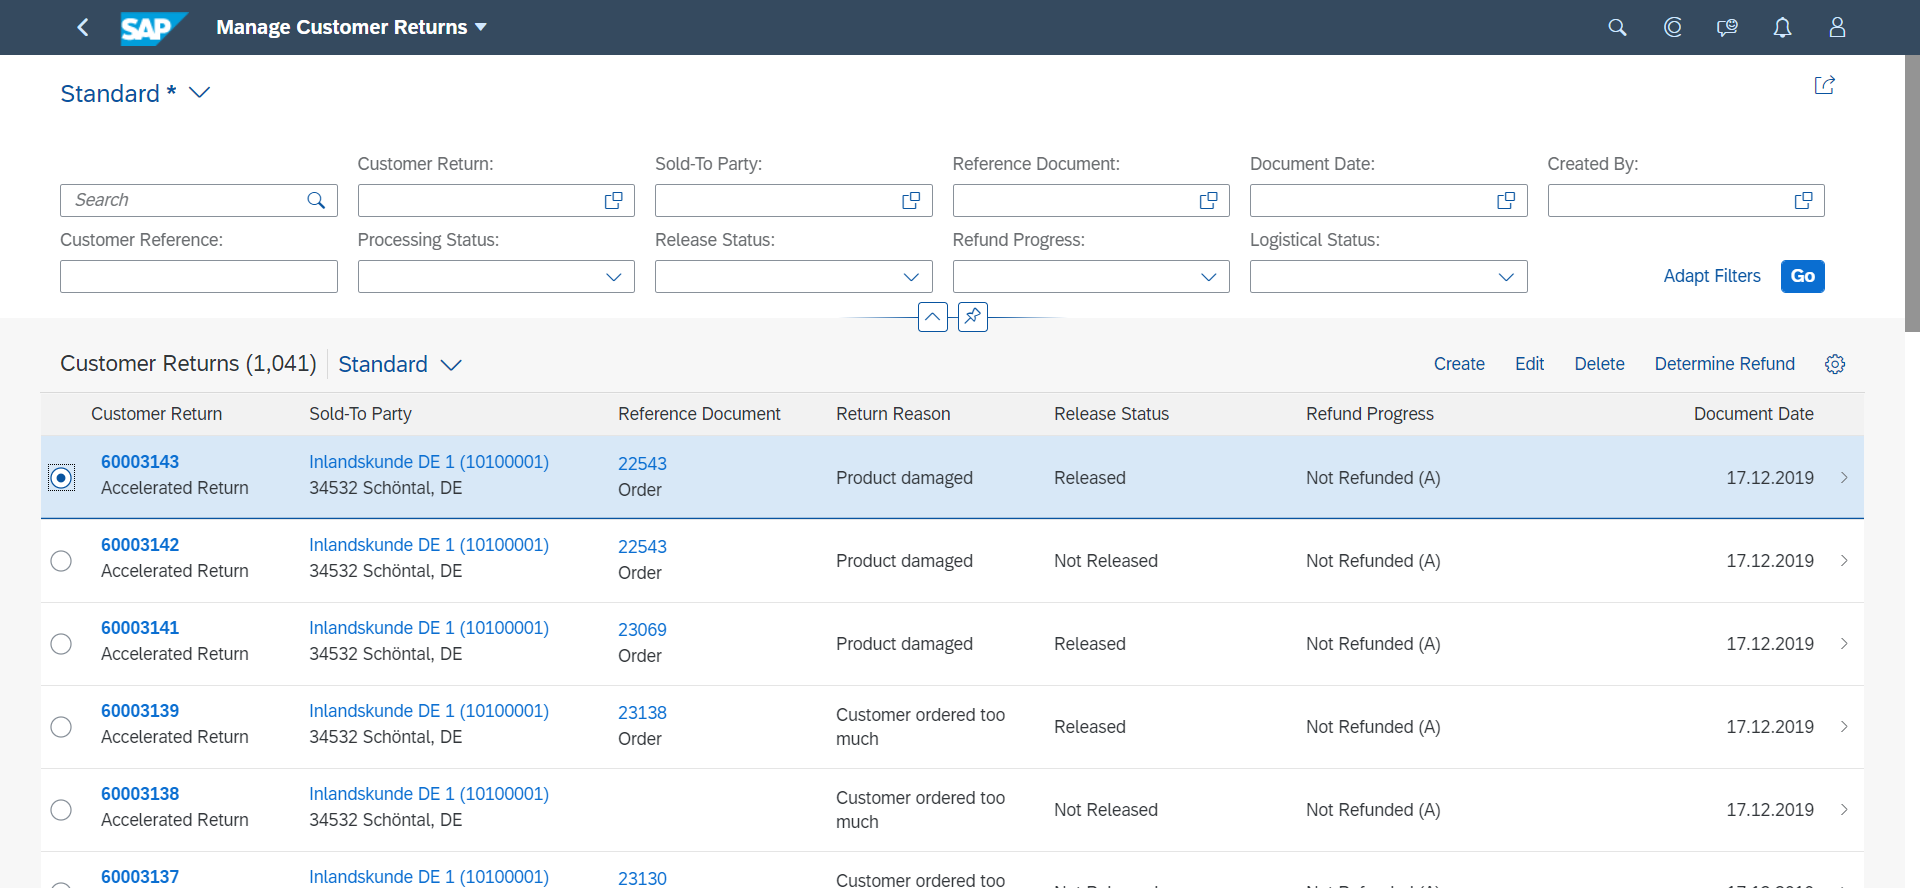 SAP Manage Customer Returns
Standard *
Customer Return: Sold-To Party: Reference Document: Document Date: Created By:
Search
Customer Reference: Processing Status: Release Status: Refund Progress: Logistical Status:
Adapt Filters Go
Customer Returns (1,041) Standard Create Edit Delete Determine Refund
Customer Return Sold-To Party Reference Document Return Reason Release Status Refund Progress Document Date
60003143 Inlandskunde DE 1 (10100001) 22543
Accelerated Return 34532 Schöntal, DE Order Product damaged Released Not Refunded (A) 17.12.2019
60003142 Inlandskunde DE 1 (10100001) 22543
Accelerated Return 34532 Schöntal, DE Order Product damaged Not Released Not Refunded (A) 17.12.2019
60003141 Inlandskunde DE 1 (10100001) 23069
Accelerated Return 34532 Schöntal, DE Order Product damaged Released Not Refunded (A) 17.12.2019
60003139 Inlandskunde DE 1 (10100001) 23138 Customer ordered too
Accelerated Return 34532 Schöntal, DE Order much Released Not Refunded (A) 17.12.2019
60003138 Inlandskunde DE 1 (10100001) Customer ordered too
Accelerated Return 34532 Schöntal, DE much Not Released Not Refunded (A) 17.12.2019
60003137 Inlandskunde DE 1 (10100001) 23130 Customer ordered too